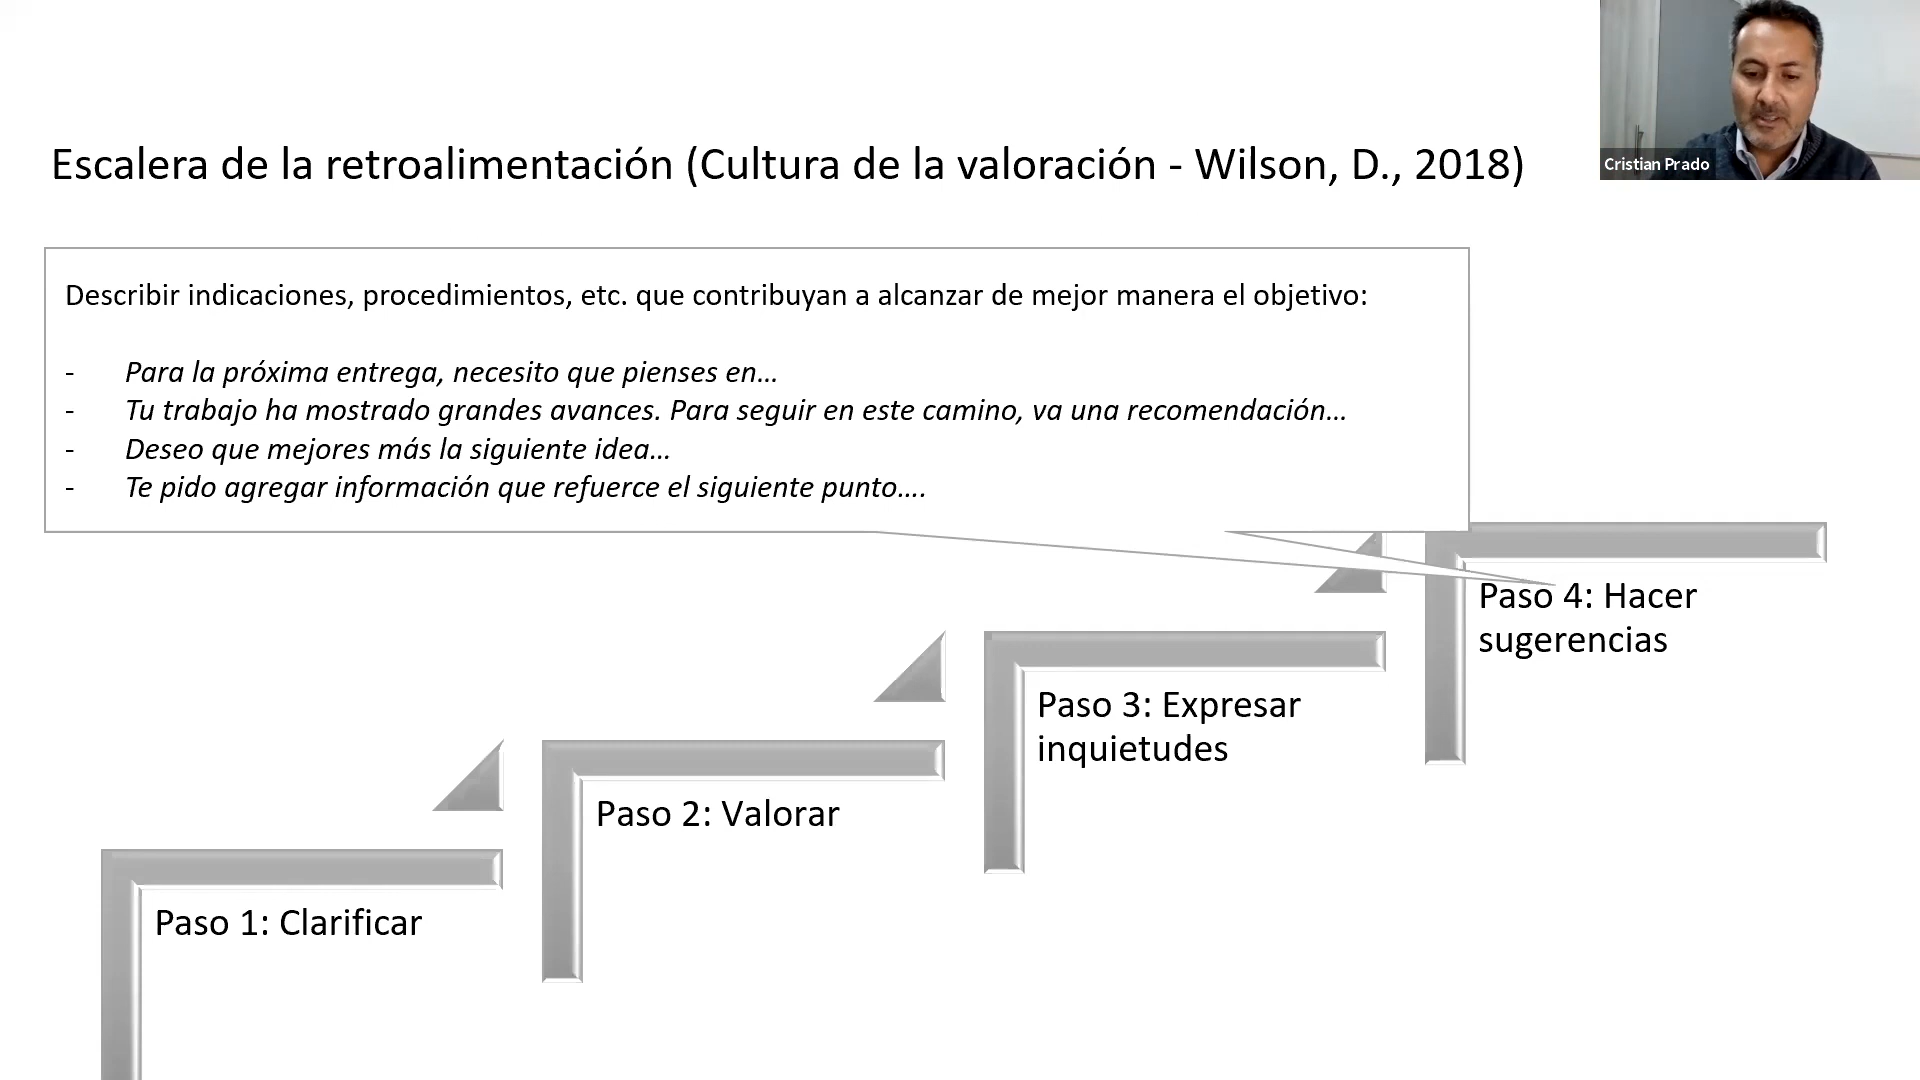 Cristian Prado
Escalera de la retroalimentación (Cultura de la valoración - Wilson, D., 2018)
Describir indicaciones, procedimientos, etc. que contribuyan a alcanzar de mejor manera el objetivo:
- Para la próxima entrega, necesito que pienses en…
- Tu trabajo ha mostrado grandes avances. Para seguir en este camino, va una recomendación…
- Deseo que mejores más la siguiente idea…
- Te pido agregar información que refuerce el siguiente punto….
Paso 4: Hacer
sugerencias
Paso 3: Expresar
inquietudes
Paso 2: Valorar
Paso 1: Clarificar